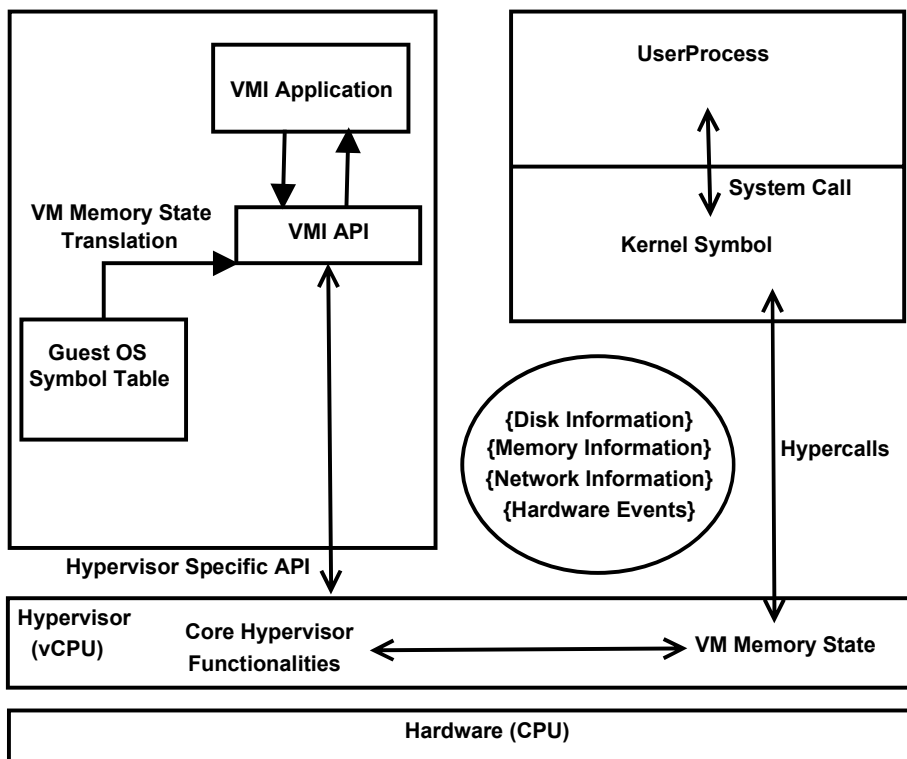 VMI Application
VM Memory State
Translation
VMI API
Guest OS
Symbol Table
UserProcess
System Call
Kernel Symbol
{Disk Information}
{Memory Information}
{Network Information}
{Hardware Events}
Hypercalls
Hypervisor Specific API
Hypervisor
(vCPU)
Core Hypervisor
Functionalities
VM Memory State
Hardware (CPU)